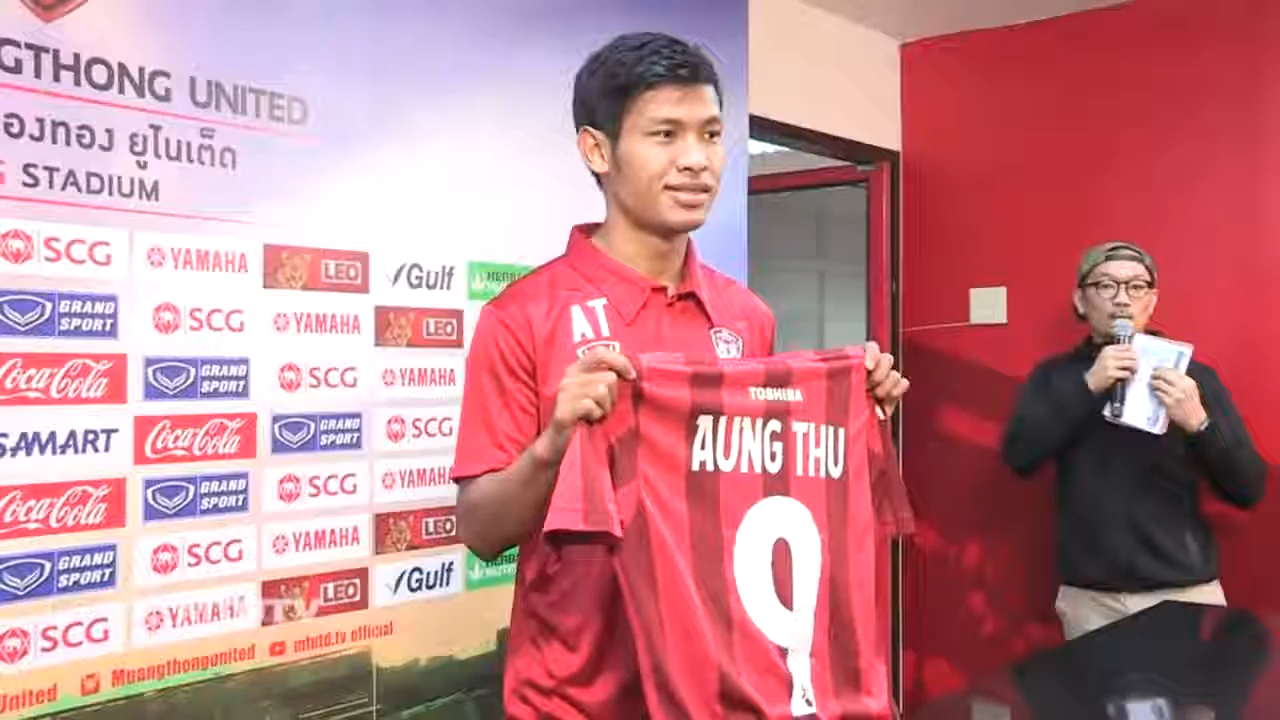 GTHONG UNITED
องทอง ยูไนเต็ด
STADIUM
SCG YAMAHA LEO Gulf
GRAND SPORT SCG YAMAHA LEO
Coca-Cola GRAND SPORT SCG YAMAHA
SAMART Coca-Cola GRAND SPORT SCG
Coca-Cola GRAND SPORT SCG YAMAHA
GRAND SPORT SCG YAMAHA LEO
SCG YAMAHA LEO Gulf
United Muangthongunited mtutd.tv official
AT
TOSHIBA
AUNG THU
9